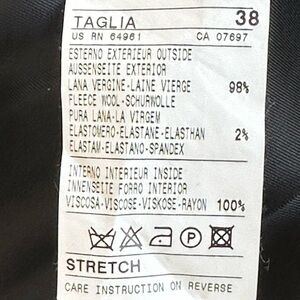 TAGLIA 38
US RN 64961 CA 07697
ESTERNO EXTERIEUR OUTSIDE
AUSSENSEITE EXTERIOR
LANA VERGINE-LAINE VIERGE 98%
FLEECE WOOL-SCHURWOLLE
PURA LANA-LA VIRGEM
ELASTOMERO-ELASTANE-ELASTHAN 2%
ELASTAM-ELASTANO-SPANDEX
INTERNO INTERIEUR INSIDE
INNENSEITE FORRO INTERIOR
VISCOSA-VISCOSE-VISKOSE-RAYON 100%
P
STRETCH
CARE INSTRUCTION ON REVERSE